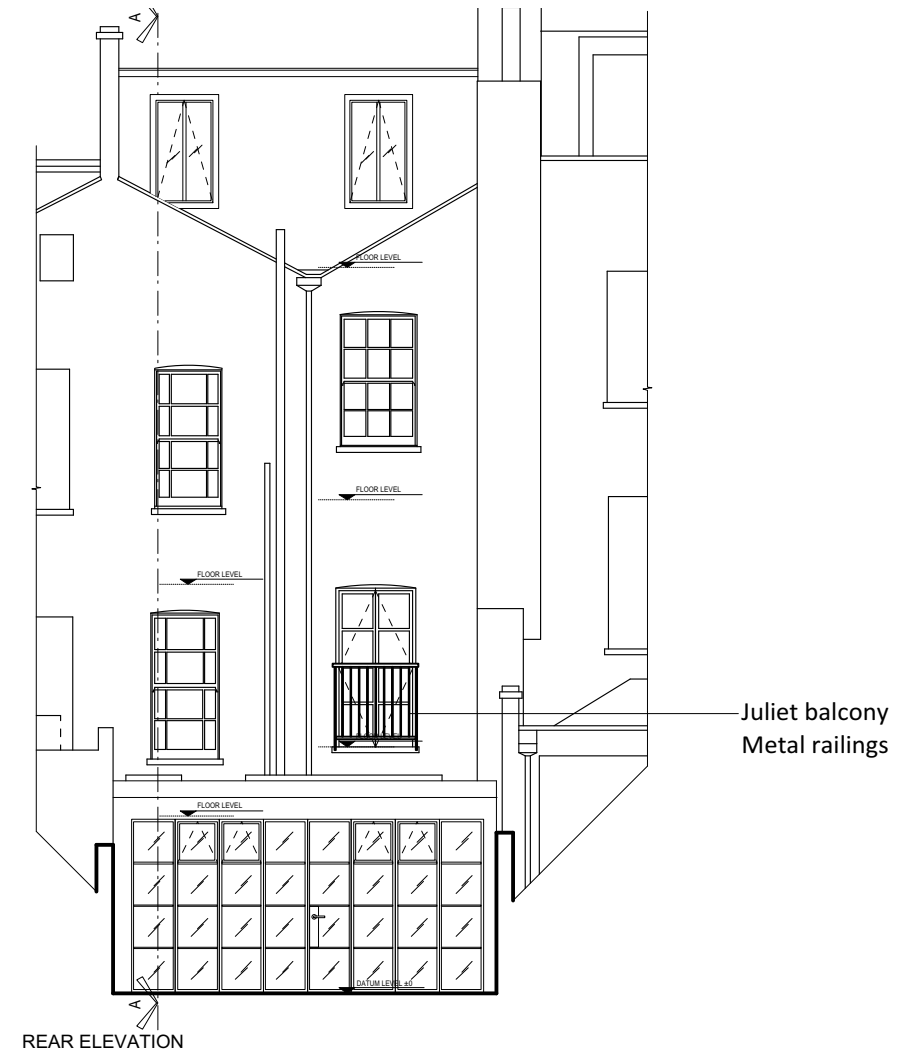 A
FLOOR LEVEL
FLOOR LEVEL
FLOOR LEVEL
Juliet balcony
Metal railings
FLOOR LEVEL
DATUM LEVEL ±0
A
REAR ELEVATION